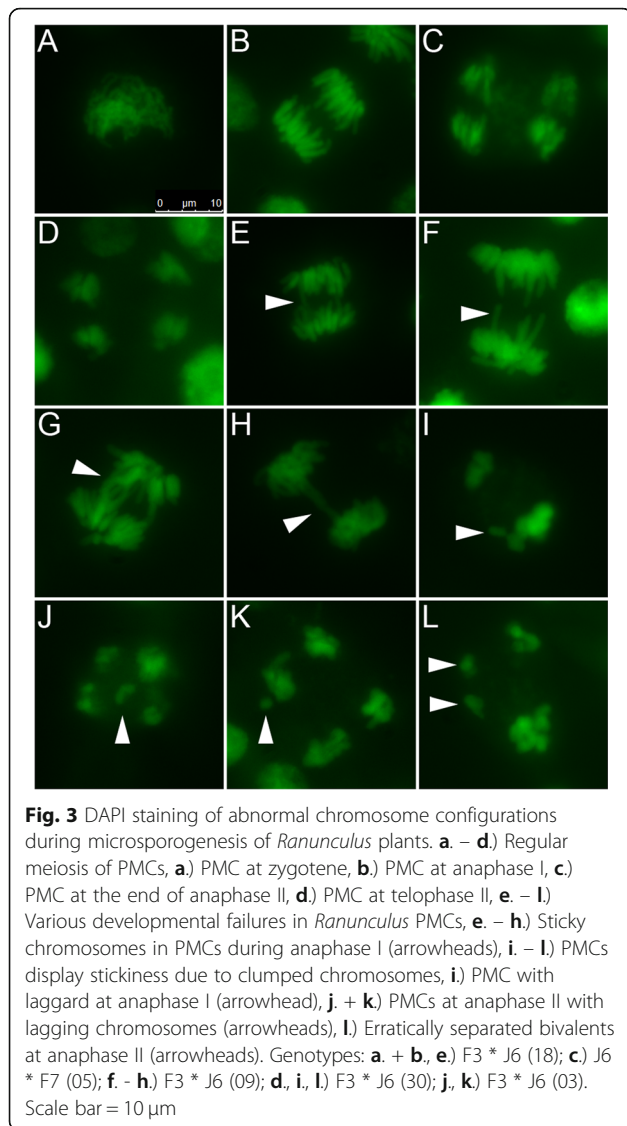 A
B
C
0 µm 10
D
E
F
G
H
I
J
K
L
Fig. 3 DAPI staining of abnormal chromosome configurations
during microsporogenesis of Ranunculus plants. a. – d.) Regular
meiosis of PMCs, a.) PMC at zygotene, b.) PMC at anaphase I, c.)
PMC at the end of anaphase II, d.) PMC at telophase II, e. – l.)
Various developmental failures in Ranunculus PMCs, e. – h.) Sticky
chromosomes in PMCs during anaphase I (arrowheads), i. – l.) PMCs
display stickiness due to clumped chromosomes, i.) PMC with
laggard at anaphase I (arrowhead), j. + k.) PMCs at anaphase II with
lagging chromosomes (arrowheads), l.) Erratically separated bivalents
at anaphase II (arrowheads). Genotypes: a. + b., e.) F3 * J6 (18); c.) J6
* F7 (05); f. - h.) F3 * J6 (09); d., i., l.) F3 * J6 (30); j., k.) F3 * J6 (03).
Scale bar = 10 µm